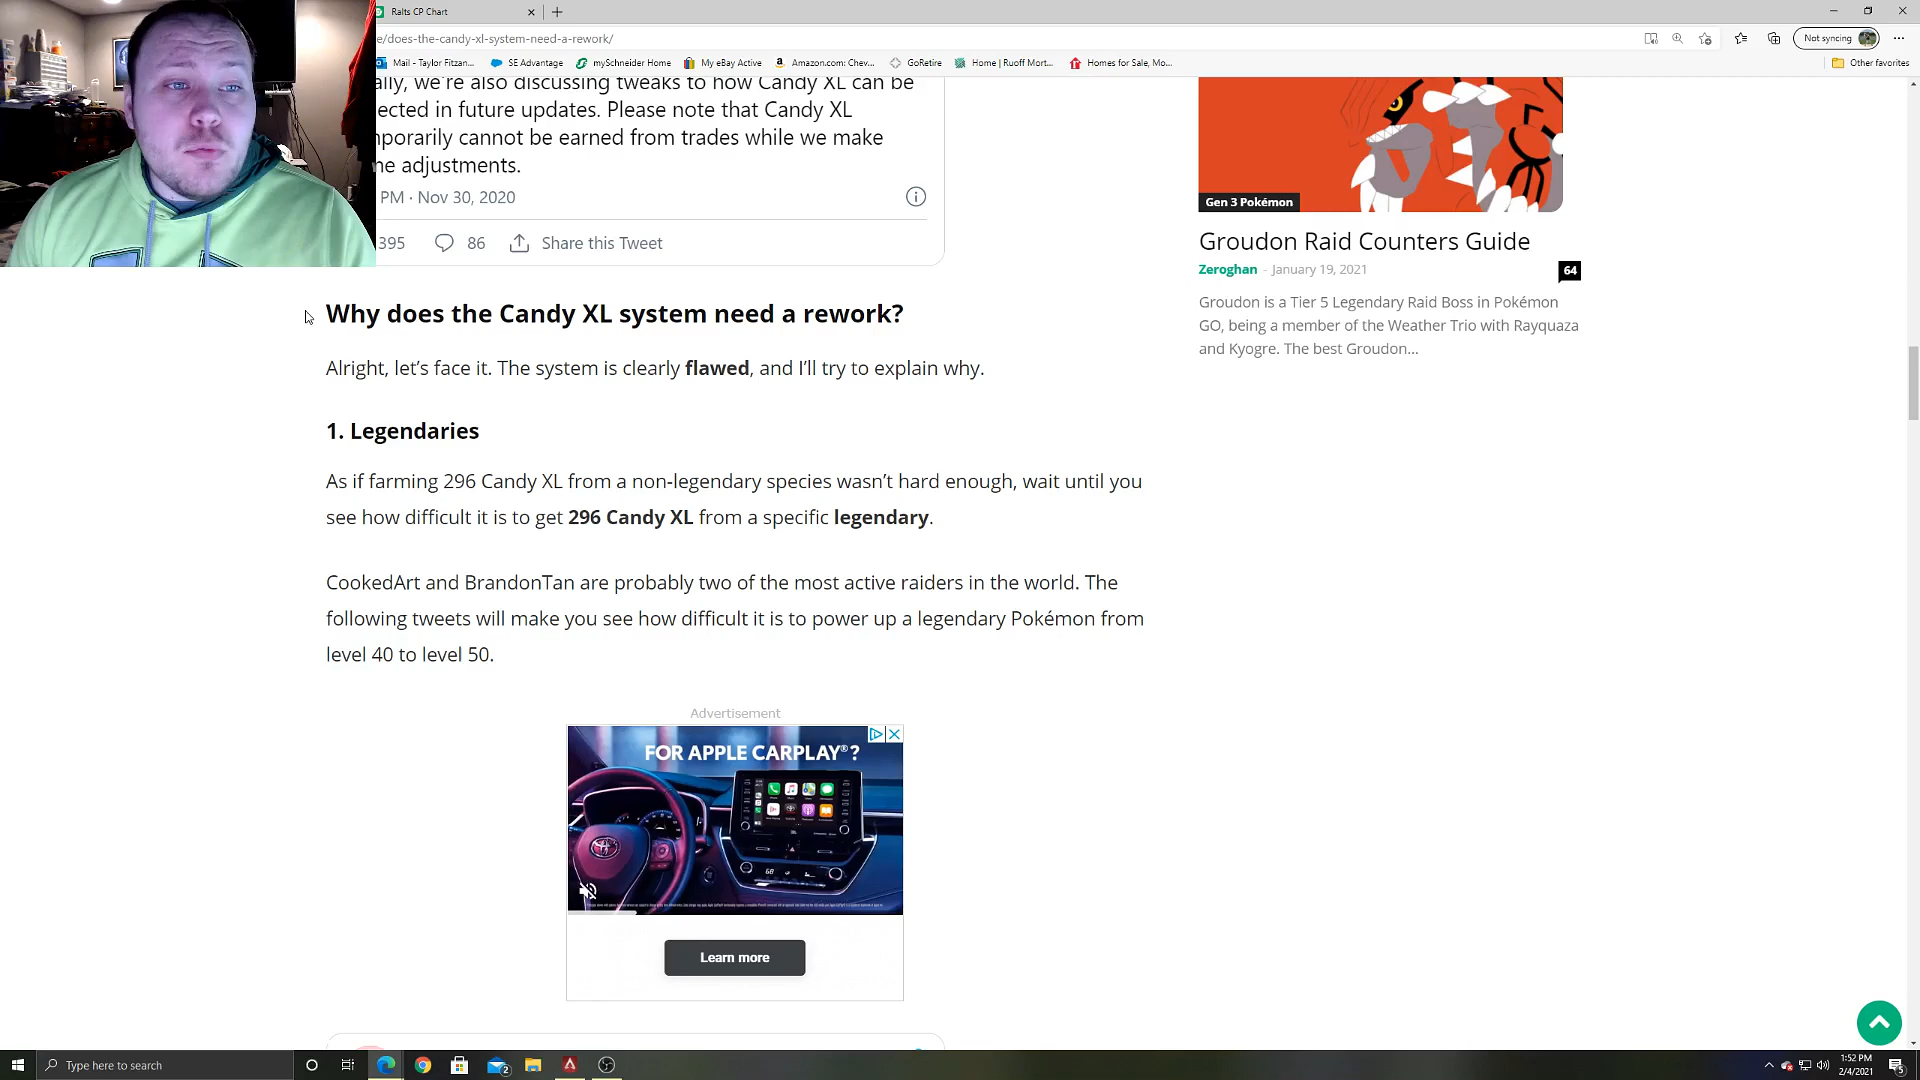 Ralts CP Chart
e/does-the-candy-xl-system-need-a-rework/
Not syncing
Mail - Taylor Fitzan...
SE Advantage
mySchneider Home
My eBay Active
Amazon.com: Chev...
GoRetire
Home | Ruoff Mort...
Homes for Sale, Mo...
Other favorites
ally, we're also discussing tweaks to how Candy XL can be
ected in future updates. Please note that Candy XL
mporarily cannot be earned from trades while we make
me adjustments.
PM · Nov 30, 2020
395
86
Share this Tweet
Gen 3 Pokémon
Groudon Raid Counters Guide
Zeroghan - January 19, 2021
64
Groudon is a Tier 5 Legendary Raid Boss in Pokémon
GO, being a member of the Weather Trio with Rayquaza
and Kyogre. The best Groudon...
Why does the Candy XL system need a rework?
Alright, let's face it. The system is clearly flawed, and I'll try to explain why.
1. Legendaries
As if farming 296 Candy XL from a non-legendary species wasn't hard enough, wait until you
see how difficult it is to get 296 Candy XL from a specific legendary.
CookedArt and BrandonTan are probably two of the most active raiders in the world. The
following tweets will make you see how difficult it is to power up a legendary Pokémon from
level 40 to level 50.
Advertisement
FOR APPLE CARPLAY®?
68
Learn more
Type here to search
2
1:52 PM
2/4/2021
5